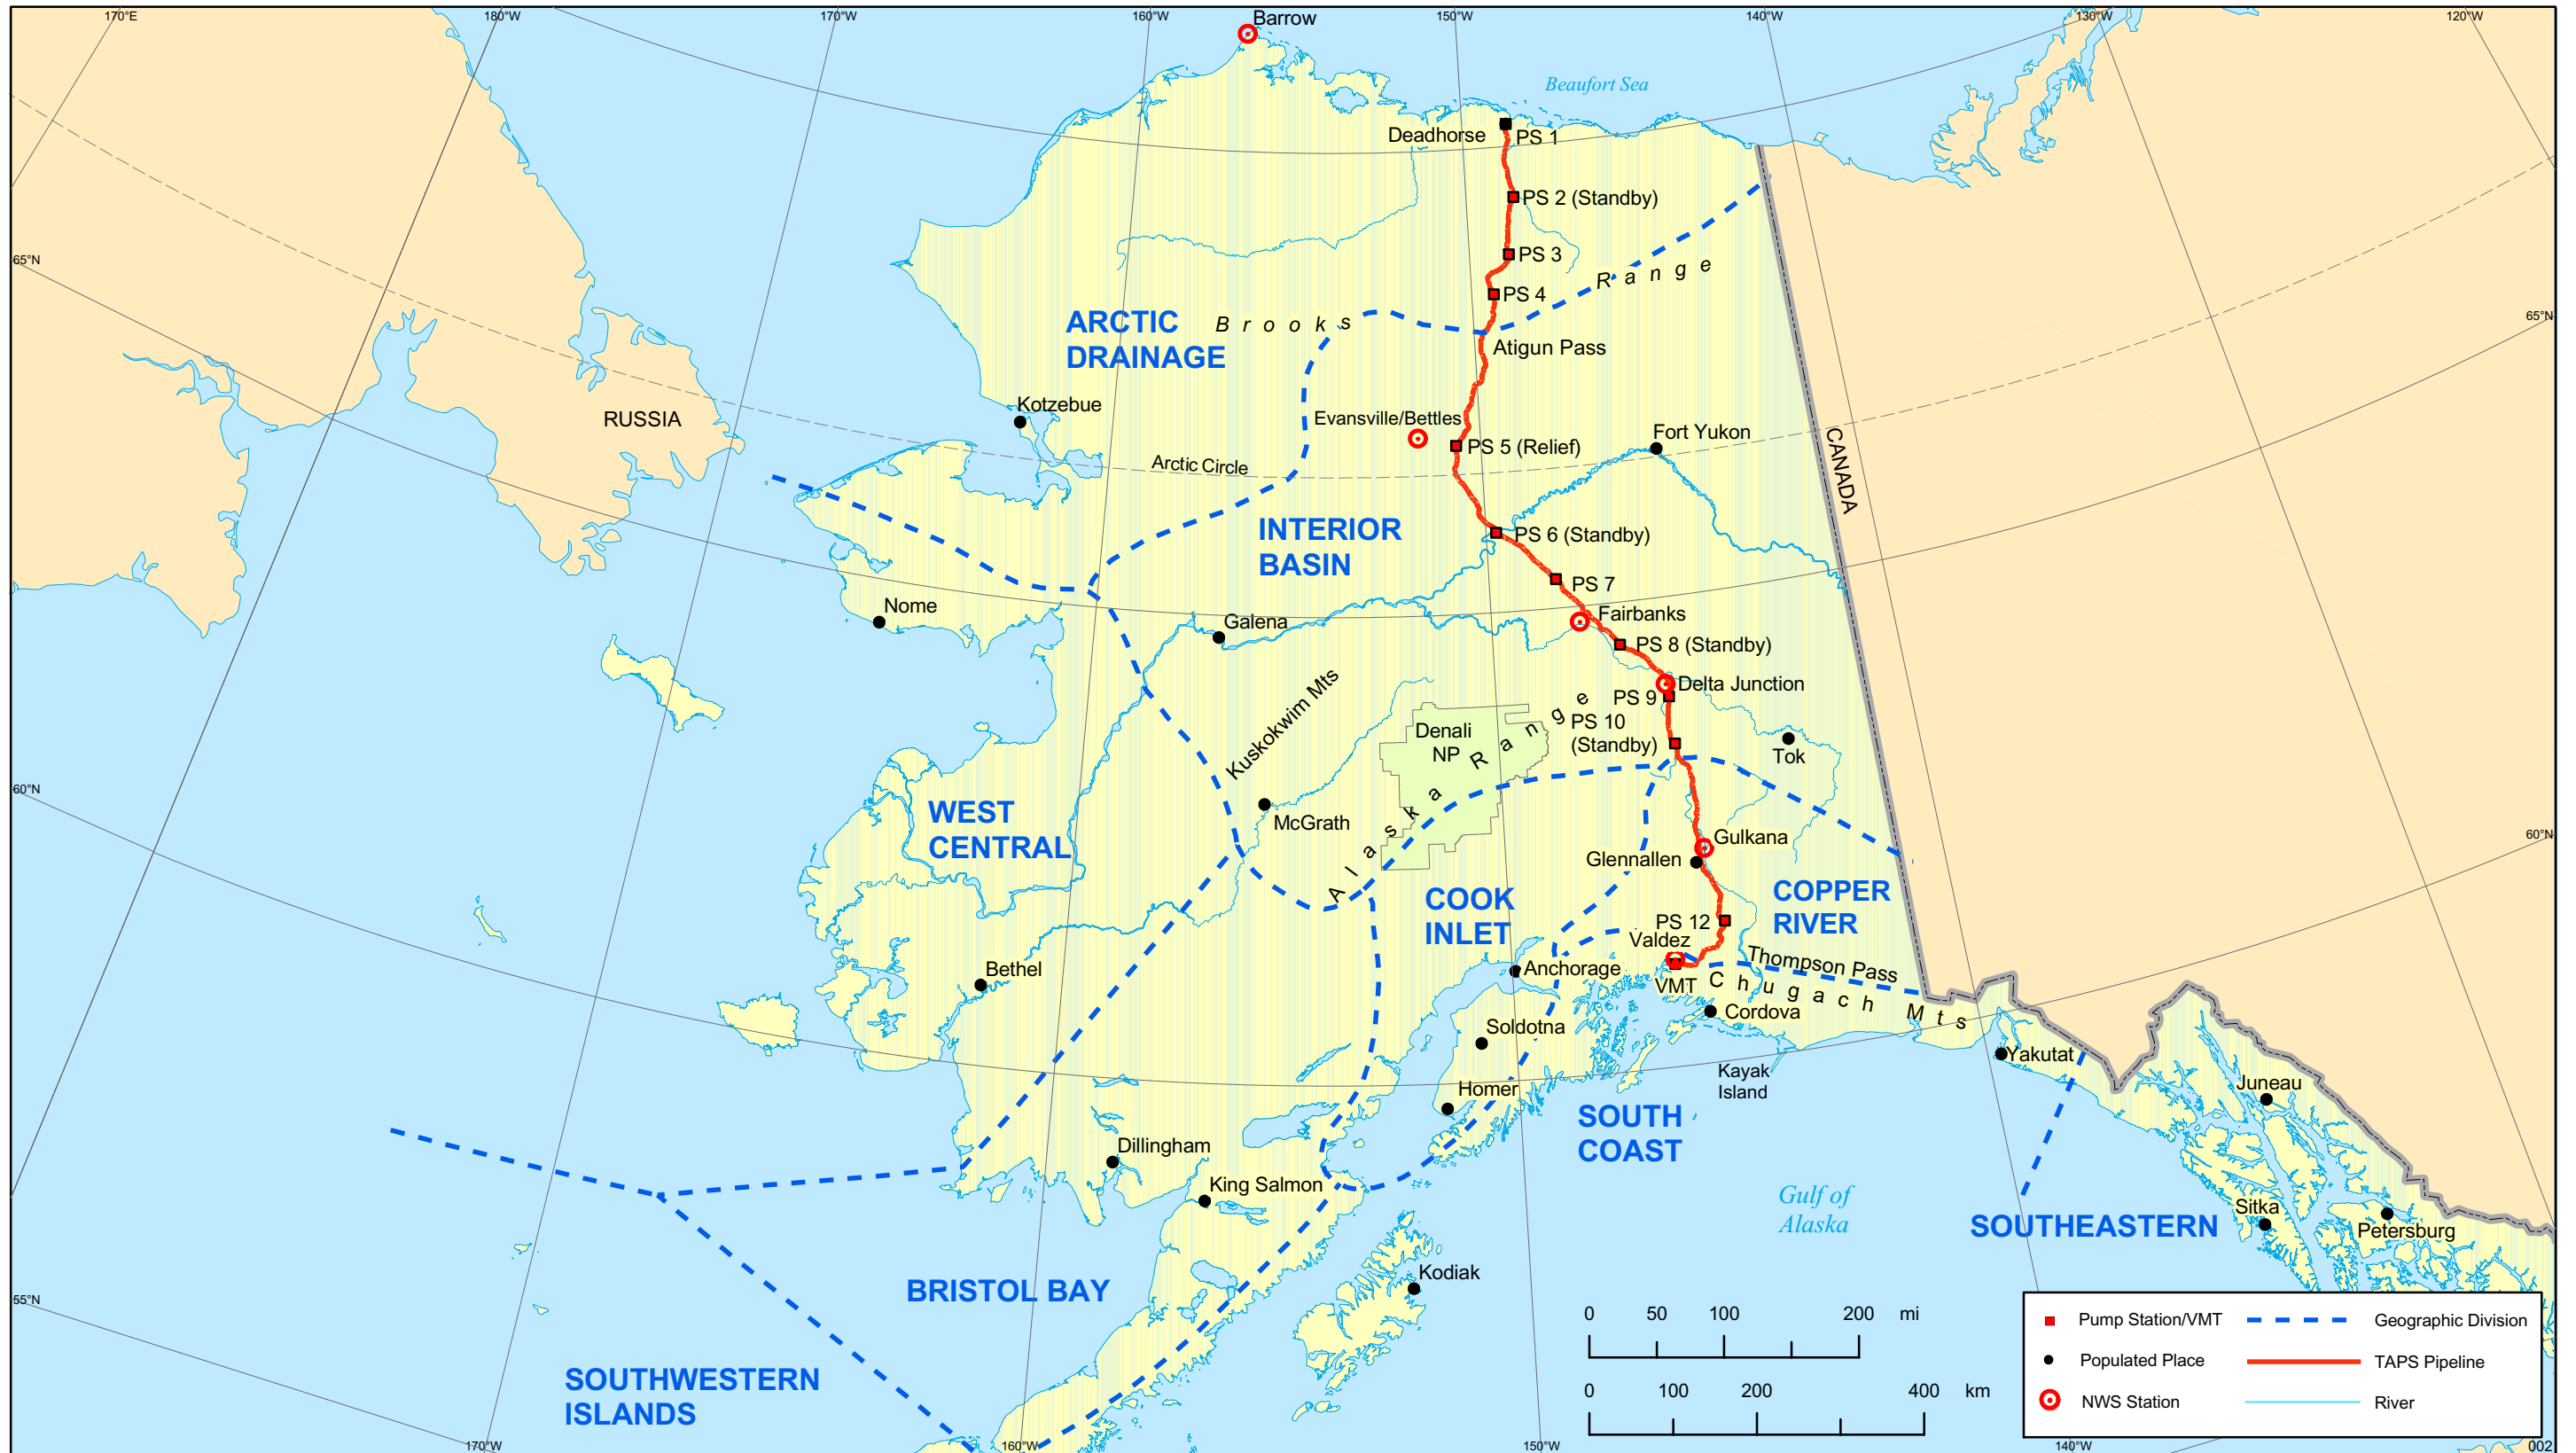 170°E
180°W
170°W
160°W
150°W
140°W
130°W
120°W
Barrow
Beaufort Sea
Deadhorse
PS 1
PS 2 (Standby)
PS 3
PS 4
Brooks
Range
65°N
65°N
ARCTIC
DRAINAGE
Atigun Pass
Kotzebue
RUSSIA
Evansville/Bettles
PS 5 (Relief)
Fort Yukon
CANADA
Arctic Circle
INTERIOR
BASIN
PS 6 (Standby)
PS 7
Nome
Galena
Fairbanks
PS 8 (Standby)
Kuskokwim Mts
Delta Junction
PS 9
PS 10
(Standby)
Denali
NP
Alaska Range
Tok
60°N
60°N
WEST
CENTRAL
McGrath
Gulkana
Glennallen
COOK
INLET
COPPER
RIVER
PS 12
Valdez
Thompson Pass
Bethel
Anchorage
VMT
Chugach Mts
Cordova
Soldotna
Yakutat
Kayak
Island
Homer
Juneau
SOUTH
COAST
Dillingham
King Salmon
Gulf of
Alaska
Sitka
SOUTHEASTERN
Petersburg
Kodiak
BRISTOL BAY
55°N
SOUTHWESTERN
ISLANDS
0 50 100 200 mi
0 100 200 400 km
Pump Station/VMT
Geographic Division
Populated Place
TAPS Pipeline
NWS Station
River
170°W
160°W
150°W
140°W
002